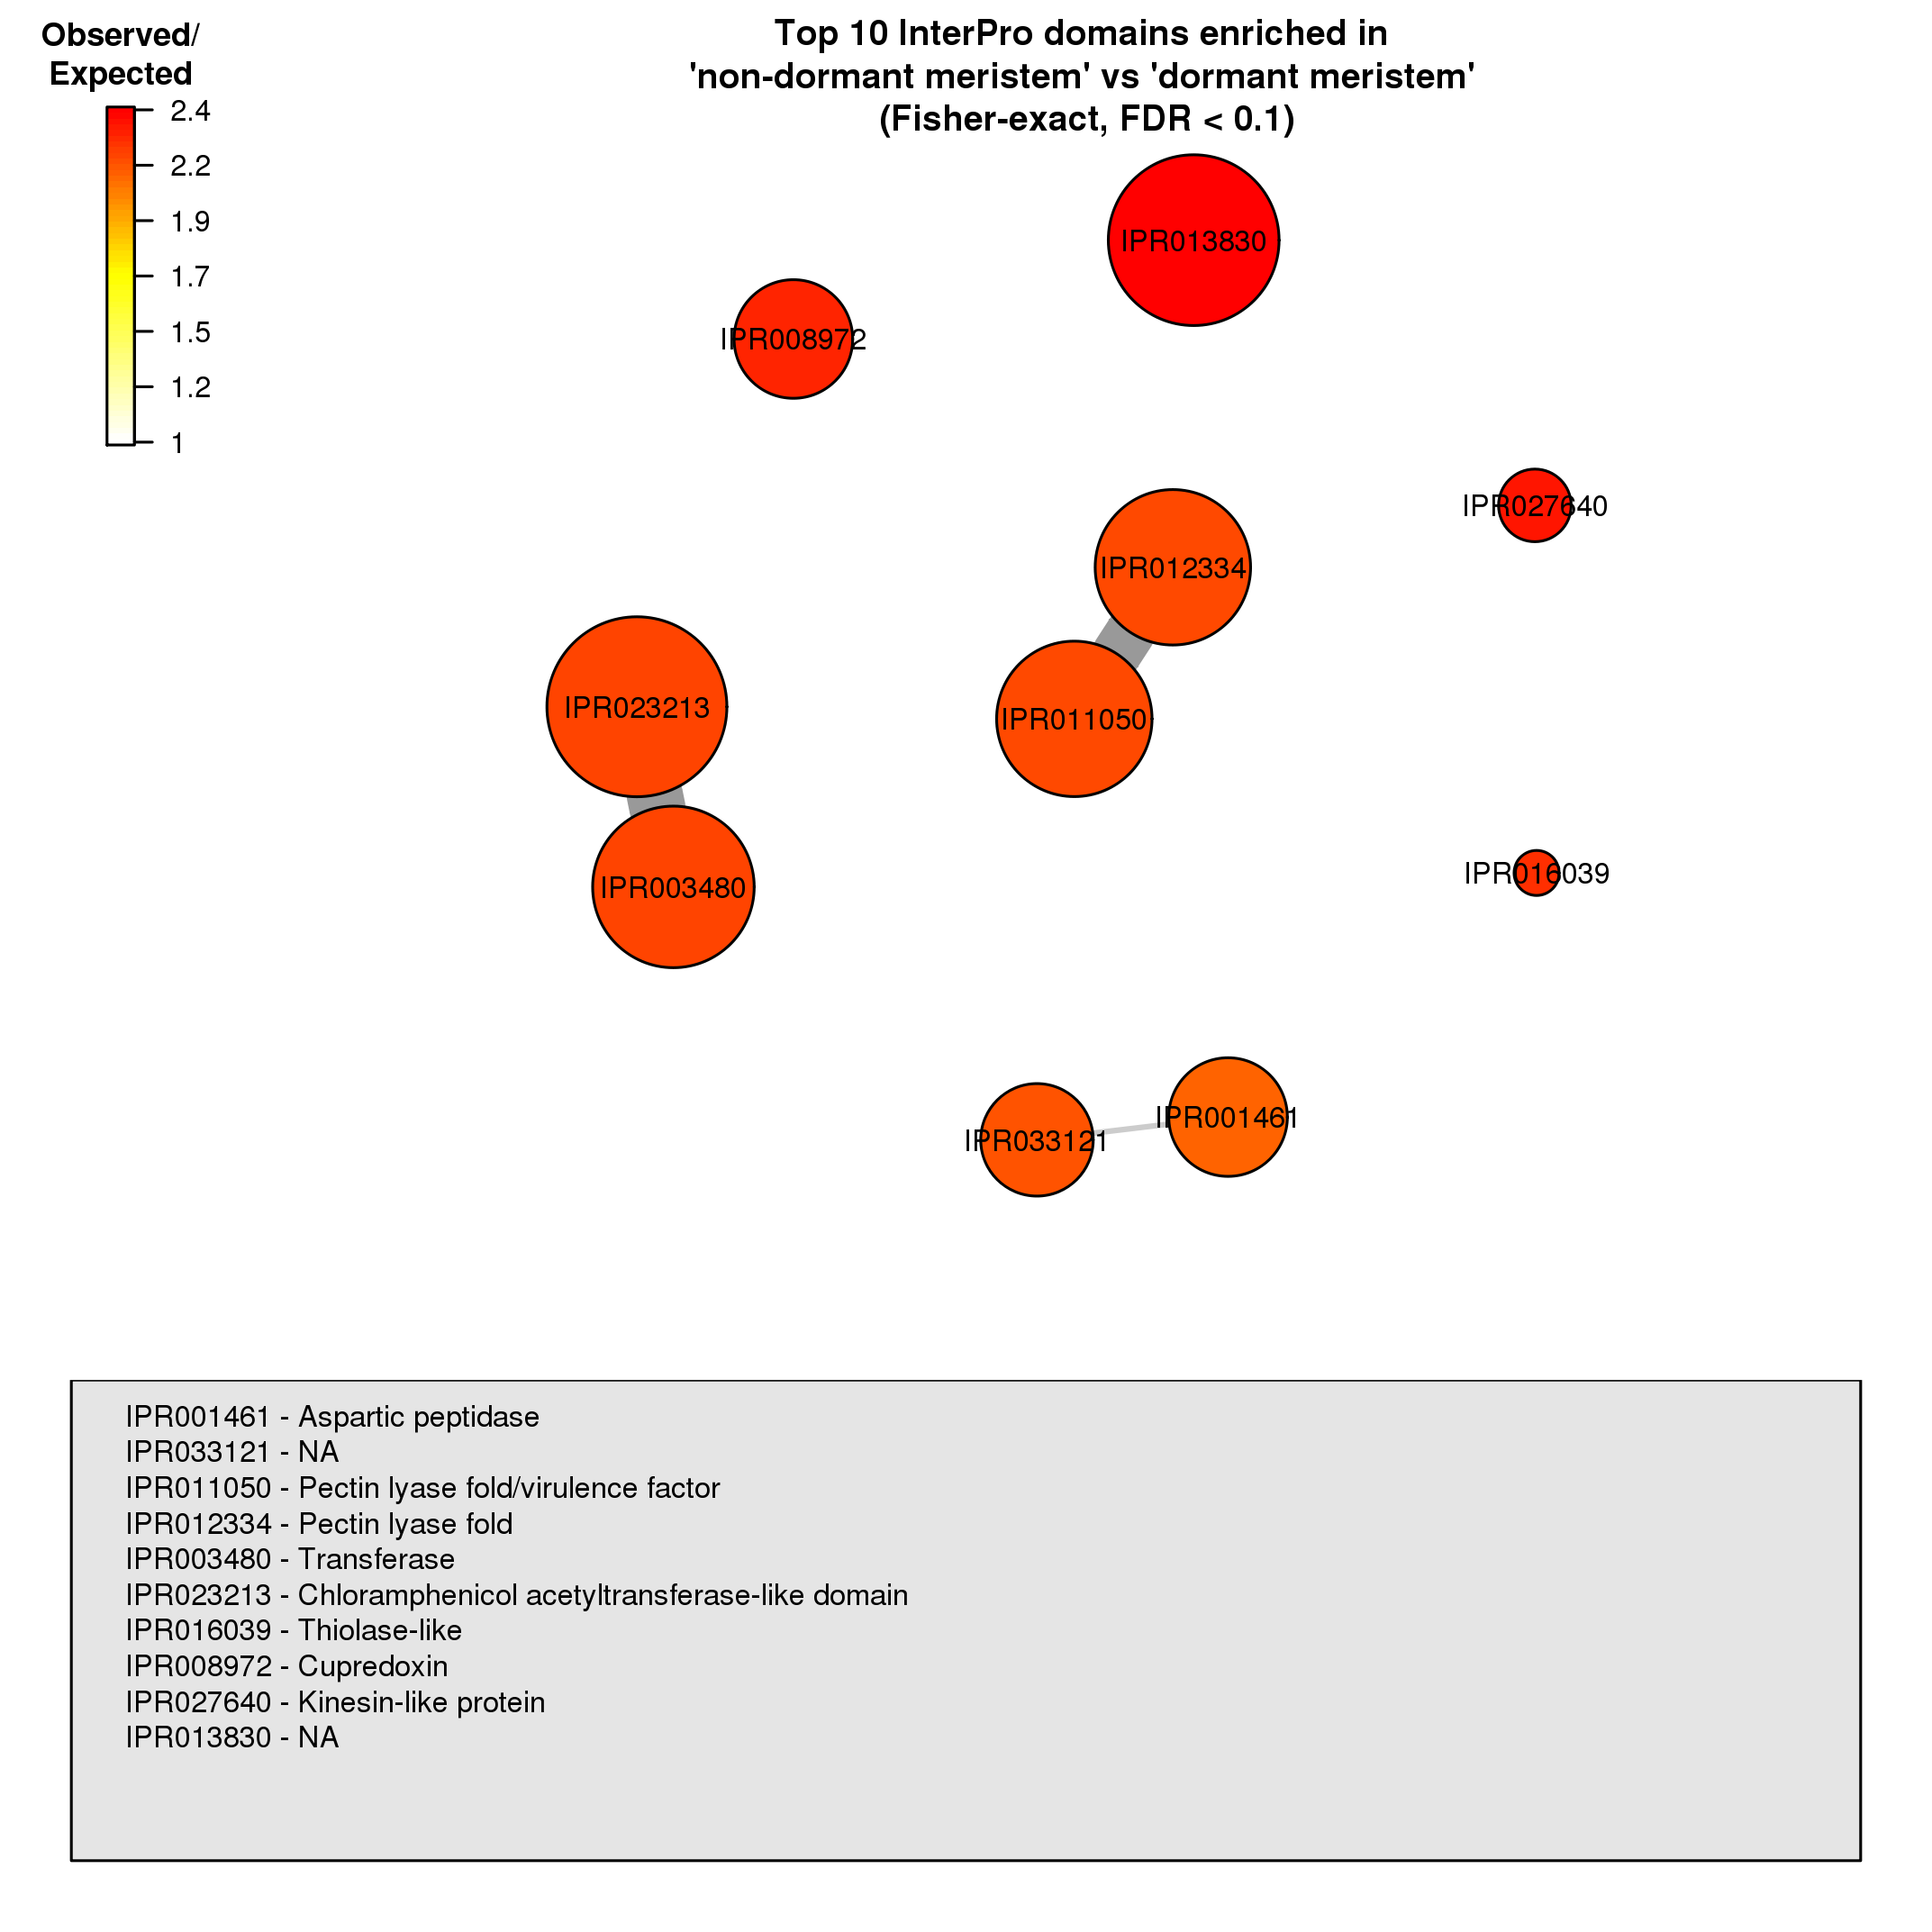 Observed/
Expected
2.4
2.2
1.9
1.7
1.5
1.2
1
Top 10 InterPro domains enriched in
'non-dormant meristem' vs 'dormant meristem'
(Fisher-exact, FDR < 0.1)
IPR013830
IPR008972
IPR027640
IPR012334
IPR023213
IPR011050
IPR016039
IPR003480
IPR001461
IPR033121
IPR001461 - Aspartic peptidase
IPR033121 - NA
IPR011050 - Pectin lyase fold/virulence factor
IPR012334 - Pectin lyase fold
IPR003480 - Transferase
IPR023213 - Chloramphenicol acetyltransferase-like domain
IPR016039 - Thiolase-like
IPR008972 - Cupredoxin
IPR027640 - Kinesin-like protein
IPR013830 - NA